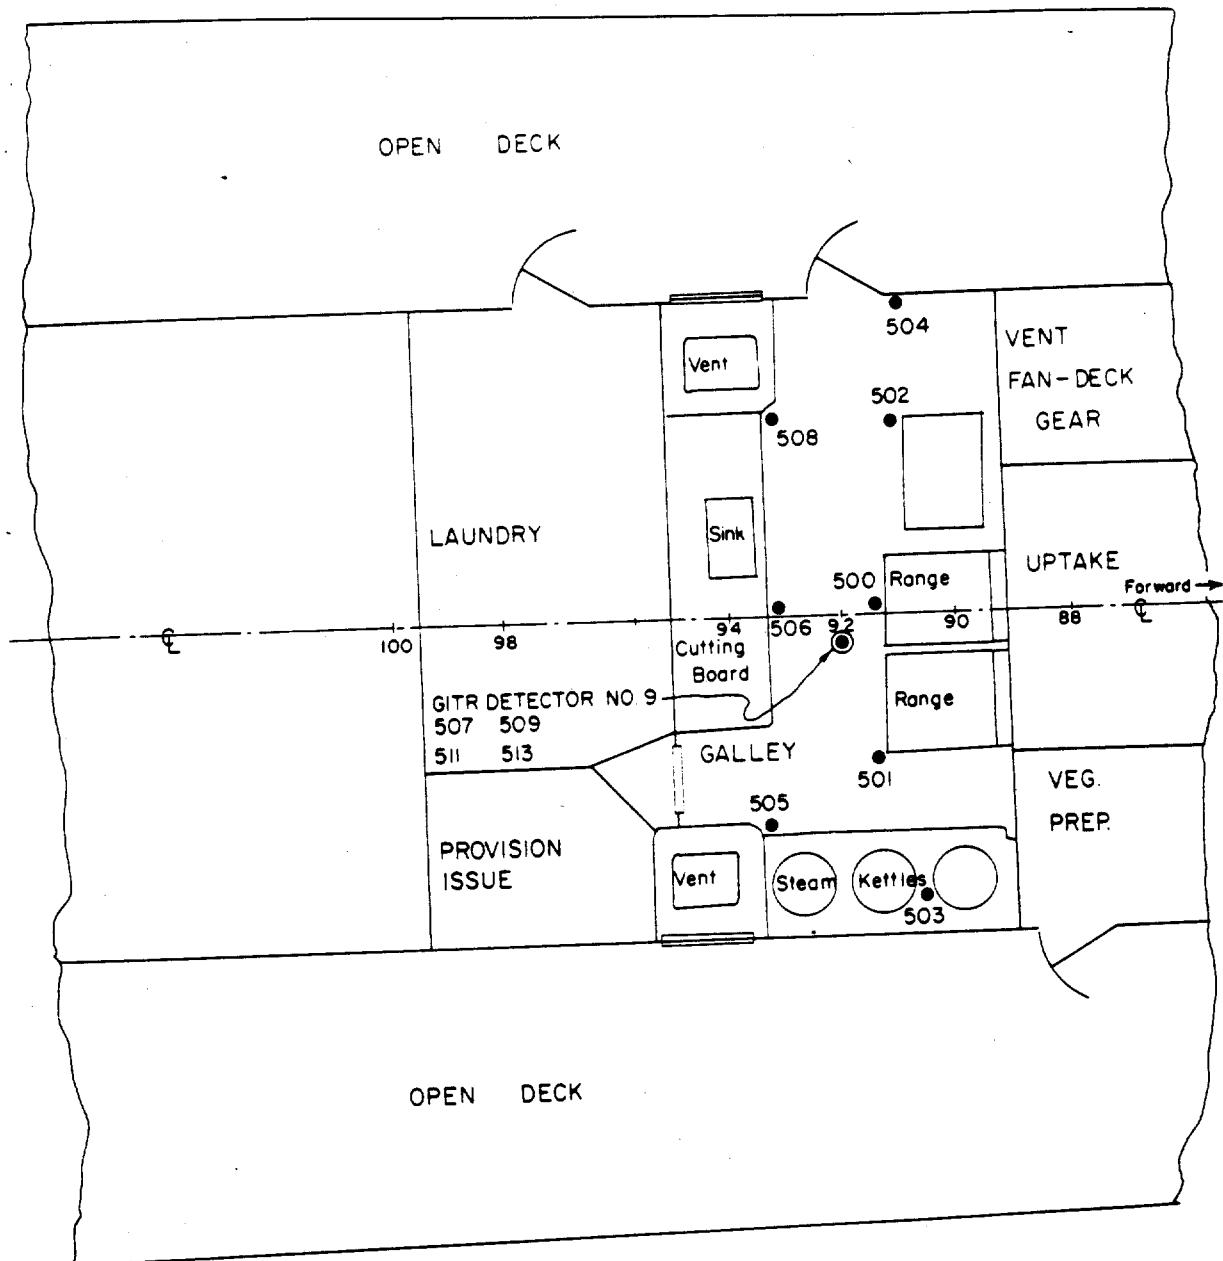 OPEN DECK
504
VENT
FAN-DECK
GEAR
Vent
502
508
LAUNDRY
Sink
UPTAKE
Forward
500
Range
℄
100
98
94
506
92
90
88
℄
Cutting
Board
GITR DETECTOR NO. 9
507 509
511 513
Range
GALLEY
501
VEG.
PREP.
505
PROVISION
ISSUE
Vent
Steam Kettles
503
OPEN DECK